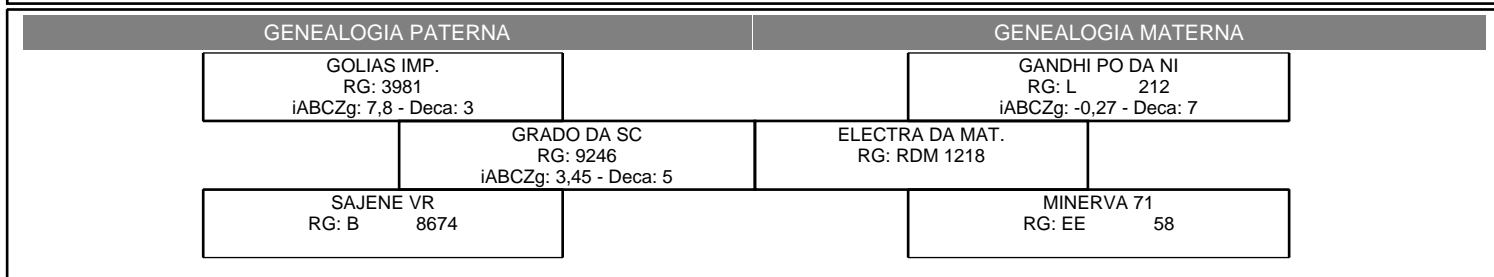 GENEALOGIA PATERNA
GENEALOGIA MATERNA
GOLIAS IMP.
RG: 3981
iABCZg: 7,8 - Deca: 3
GANDHI PO DA NI
RG: L 212
iABCZg: -0,27 - Deca: 7
GRADO DA SC
RG: 9246
iABCZg: 3,45 - Deca: 5
ELECTRA DA MAT.
RG: RDM 1218
SAJENE VR
RG: B 8674
MINERVA 71
RG: EE 58